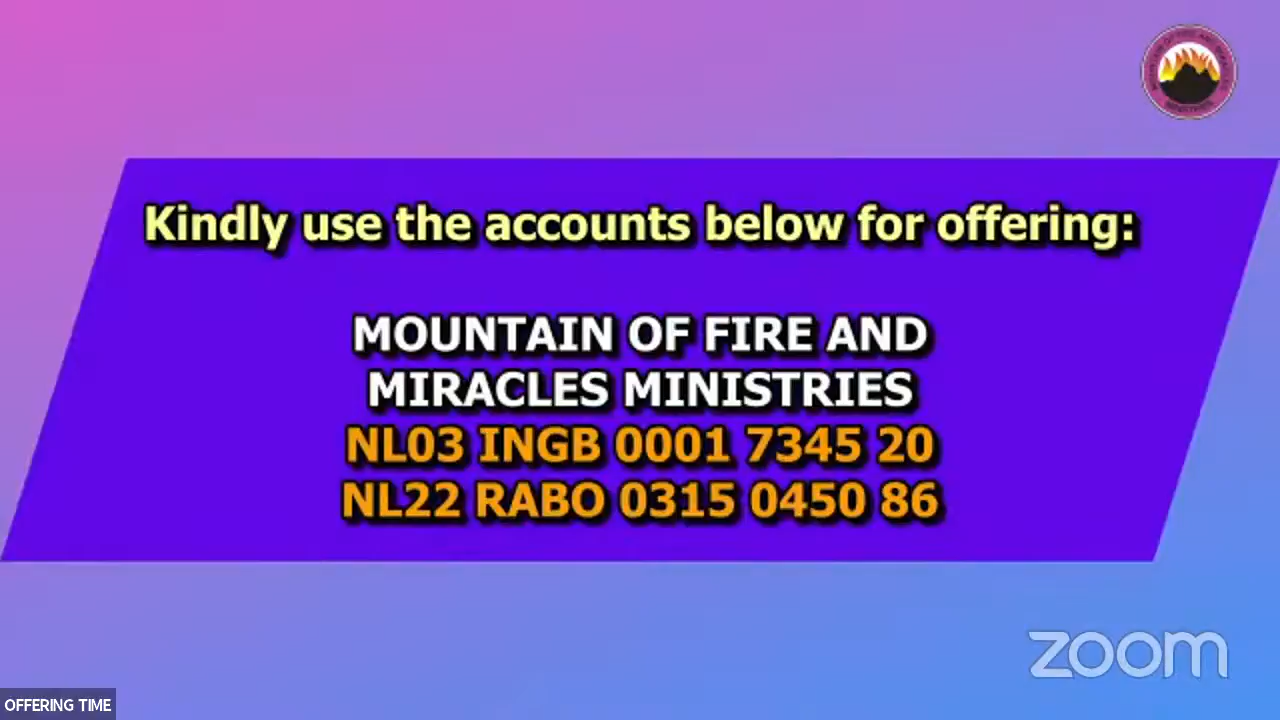 Kindly use the accounts below for offering:
MOUNTAIN OF FIRE AND
MIRACLES MINISTRIES
NL03 INGB 0001 7345 20
NL22 RABO 0315 0450 86
zoom
OFFERING TIME